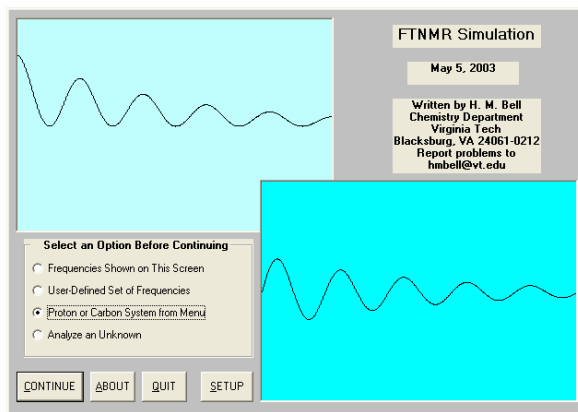 FTNMR Simulation
May 5, 2003
Written by H. M. Bell
Chemistry Department
Virginia Tech
Blacksburg, VA 24061-0212
Report problems to
hmbell@vt.edu
Select an Option Before Continuing
Frequencies Shown on This Screen
User-Defined Set of Frequencies
Proton or Carbon System from Menu
Analyze an Unknown
CONTINUE ABOUT QUIT SETUP